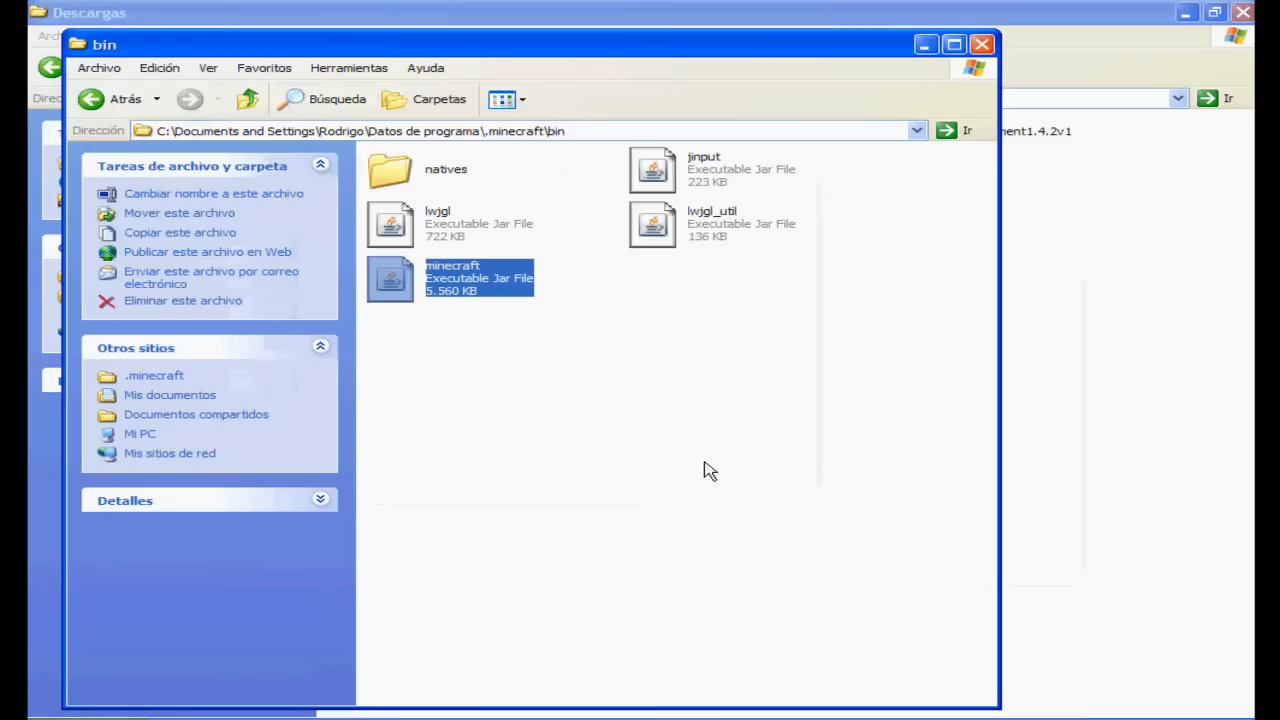 Descargas
bin
Archivo Edición Ver Favoritos Herramientas Ayuda
Atrás Búsqueda Carpetas
Dirección C:\Documents and Settings\Rodrigo\Datos de programa\.minecraft\bin Ir
Ir
ment1.4.2v1
Tareas de archivo y carpeta
Cambiar nombre a este archivo
Mover este archivo
Copiar este archivo
Publicar este archivo en Web
Enviar este archivo por correo
electrónico
Eliminar este archivo
Otros sitios
.minecraft
Mis documentos
Documentos compartidos
Mi PC
Mis sitios de red
Detalles
natives
jinput
Executable Jar File
223 KB
lwjgl
Executable Jar File
722 KB
lwjgl_util
Executable Jar File
136 KB
minecraft
Executable Jar File
5.560 KB